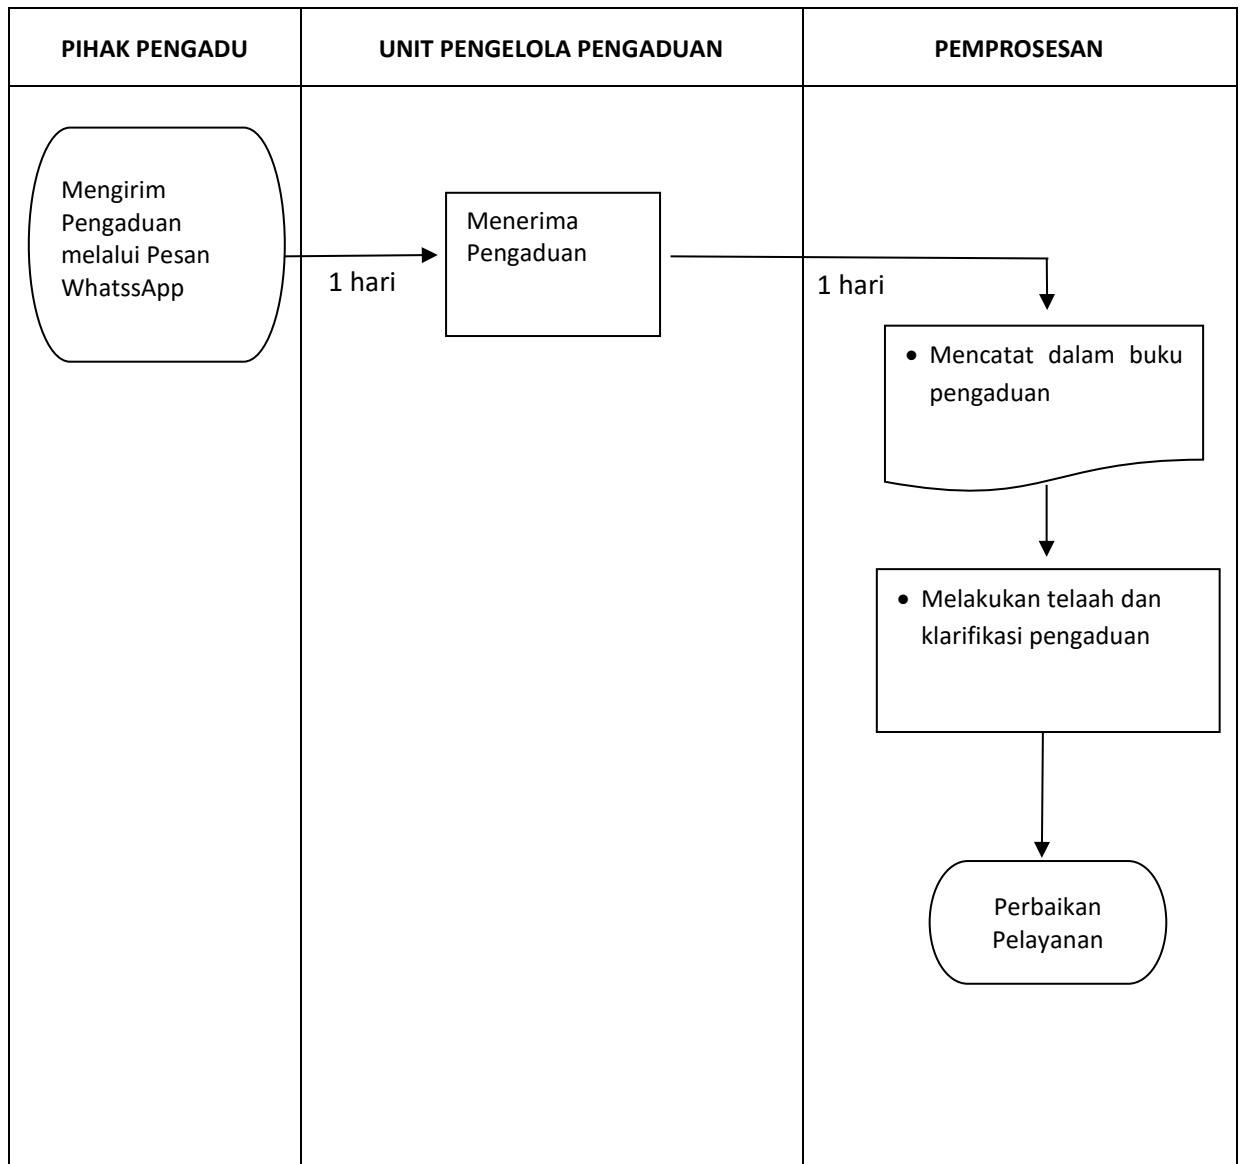 PIHAK PENGADU
UNIT PENGELOLA PENGADUAN
PEMPROSESAN
Mengirim
Pengaduan
melalui Pesan
WhatssApp
1 hari
Menerima
Pengaduan
1 hari
• Mencatat dalam buku
pengaduan
• Melakukan telaah dan
klarifikasi pengaduan
Perbaikan
Pelayanan